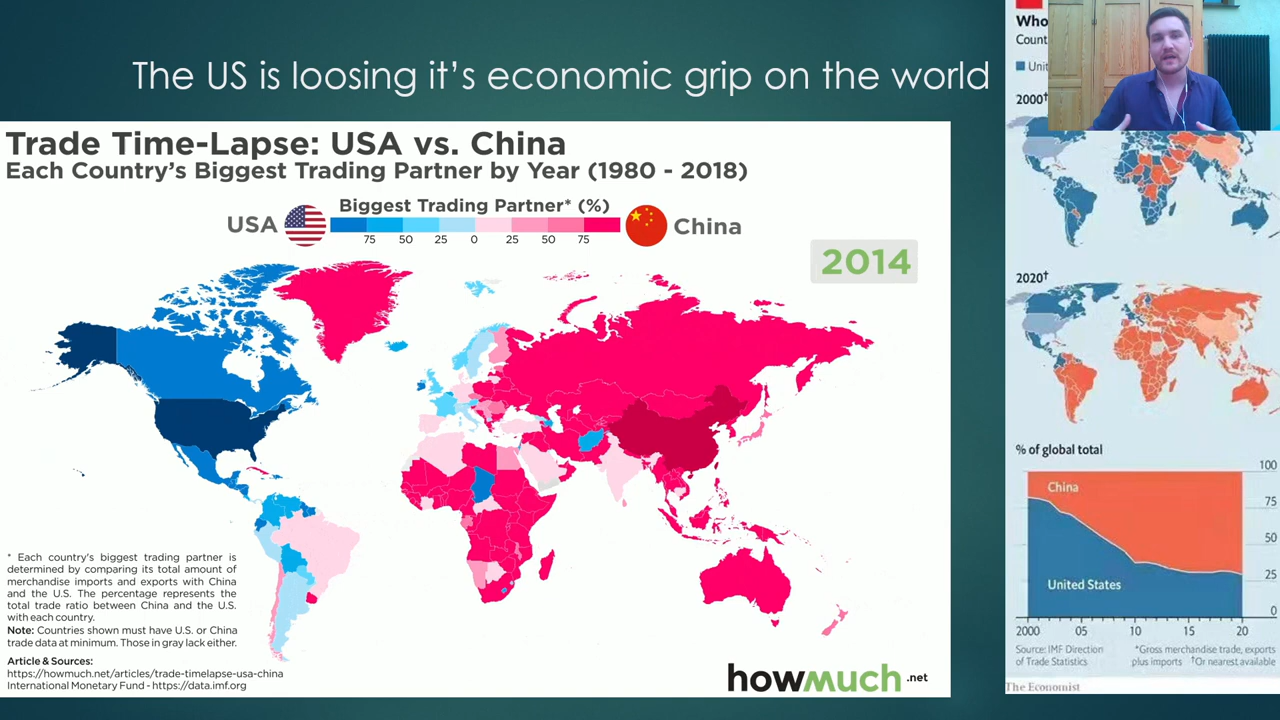 The US is loosing it's economic grip on the world
Trade Time-Lapse: USA vs. China
Each Country's Biggest Trading Partner by Year (1980 - 2018)
Biggest Trading Partner* (%)
USA
China
75 50 25 0 25 50 75
2014
* Each country's biggest trading partner is
determined by comparing its total amount of
merchandise imports and exports with China
and the U.S. The percentage represents the
total trade ratio between China and the U.S.
with each country.
Note: Countries shown must have U.S. or China
trade data at minimum. Those in gray lack either.
Article & Sources:
https://howmuch.net/articles/trade-timelapse-usa-china
International Monetary Fund - https://data.imf.org
howmuch.net
Who
Count
Unit
2000†
2020†
% of global total
100
China
75
50
25
United States
0
2000 05 10 15 20
Source: IMF Direction
of Trade Statistics
*Gross merchandise trade, exports
plus imports †Or nearest available
The Economist